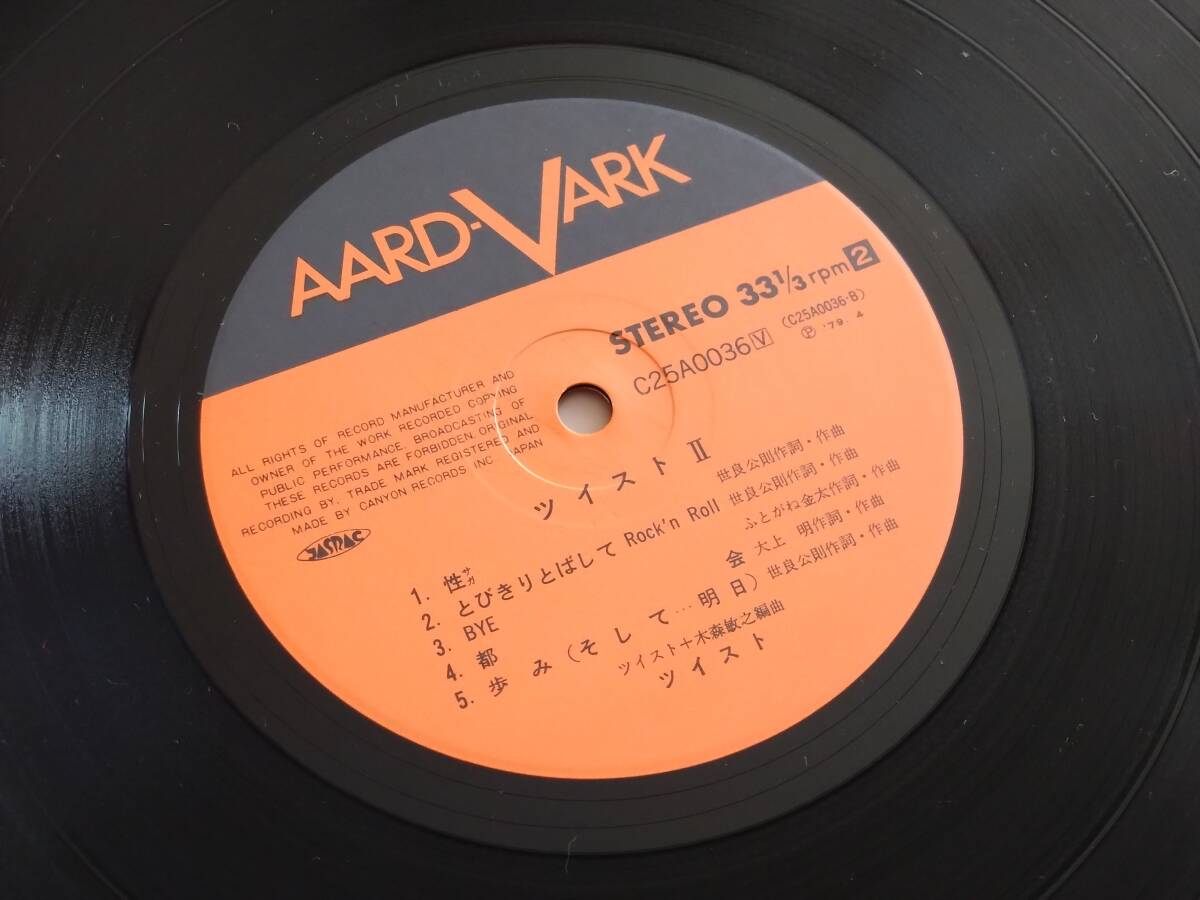 AARD-VARK
STEREO 33 1/3 rpm 2
C25A0036 V (C25A0036-B)
Ⓟ '79. 4
ALL RIGHTS OF RECORD MANUFACTURER AND
OWNER OF THE WORK RECORDED COPYING
PUBLIC PERFORMANCE, BROADCASTING OF
THESE RECORDS ARE FORBIDDEN ORIGINAL
RECORDING BY, TRADE MARK REGISTERED AND
MADE BY CANYON RECORDS INC. JAPAN
JASRAC
ツイストⅡ
1. 性 サガ 世良公則作詞・作曲
2. とびきりとばして Rock'n Roll 世良公則作詞・作曲
3. BYE ふとがね金太作詞・作曲
4. 都会 大上 明作詞・作曲
5. 歩み(そして…明日) 世良公則作詞・作曲
ツイスト+木森敏之編曲
ツイスト